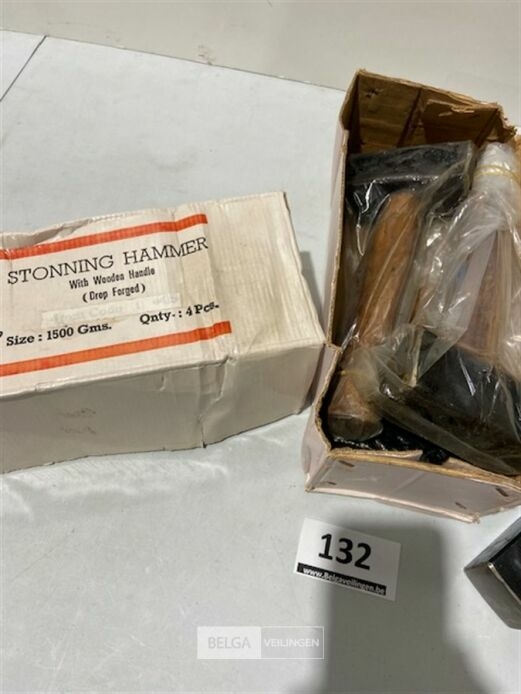 STONNING HAMMER
With Wooden Handle
(Drop Forged)
Size : 1500 Gms. Qnty- : 4 Pcs.
132
www.Belgaveilingen.be
BELGA VEILINGEN